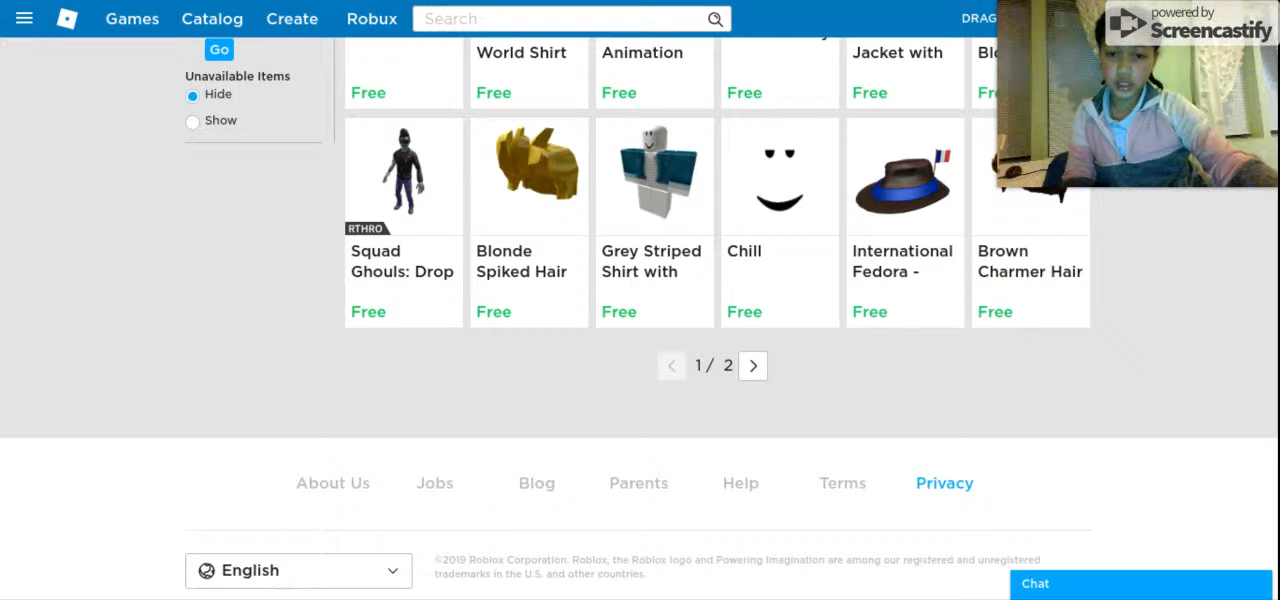 Games Catalog Create Robux Search DRAG
powered by
Screencastify
Go
Unavailable Items
Hide
Show
World Shirt
Animation
Jacket with
Free Free Free Free Free
RTHRO
Squad
Ghouls: Drop
Free
Blonde
Spiked Hair
Free
Grey Striped
Shirt with
Free
Chill
Free
International
Fedora -
Free
Brown
Charmer Hair
Free
1 / 2
About Us Jobs Blog Parents Help Terms Privacy
English
©2019 Roblox Corporation. Roblox, the Roblox logo and Powering Imagination are among our registered and unregistered
trademarks in the U.S. and other countries.
Chat